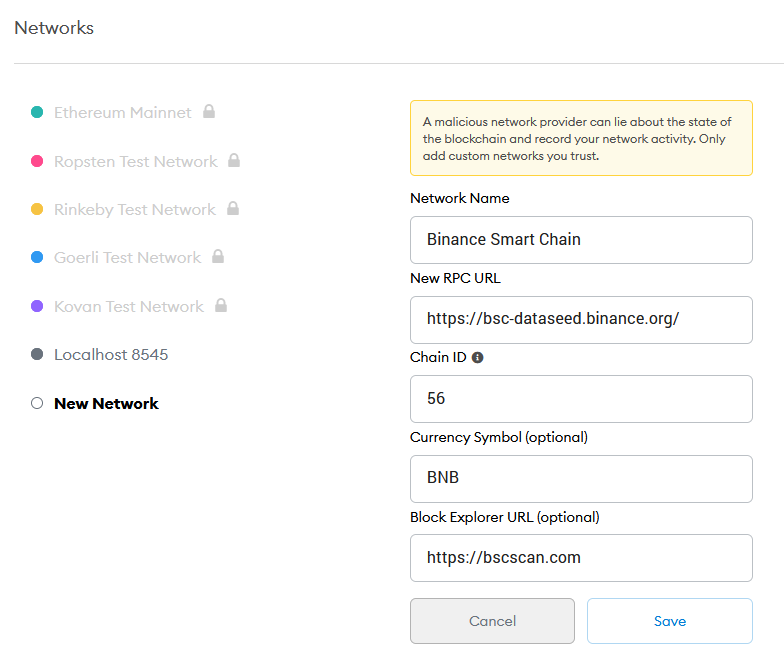 Networks
Ethereum Mainnet
Ropsten Test Network
Rinkeby Test Network
Goerli Test Network
Kovan Test Network
Localhost 8545
New Network
A malicious network provider can lie about the state of
the blockchain and record your network activity. Only
add custom networks you trust.
Network Name
Binance Smart Chain
New RPC URL
https://bsc-dataseed.binance.org/
Chain ID
56
Currency Symbol (optional)
BNB
Block Explorer URL (optional)
https://bscscan.com
Cancel
Save